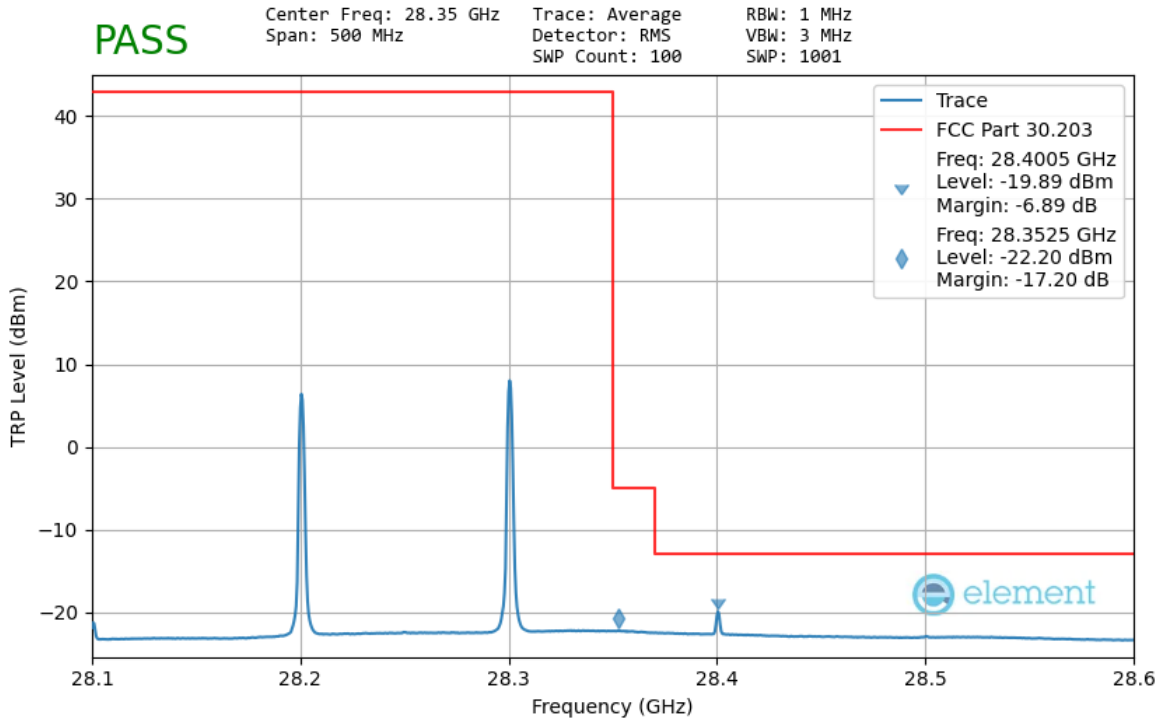 PASS
Center Freq: 28.35 GHz
Span: 500 MHz
Trace: Average
Detector: RMS
SWP Count: 100
RBW: 1 MHz
VBW: 3 MHz
SWP: 1001
TRP Level (dBm)
40
30
20
10
0
−10
−20
Trace
FCC Part 30.203
Freq: 28.4005 GHz
Level: -19.89 dBm
Margin: -6.89 dB
Freq: 28.3525 GHz
Level: -22.20 dBm
Margin: -17.20 dB
element
28.1 28.2 28.3 28.4 28.5 28.6
Frequency (GHz)